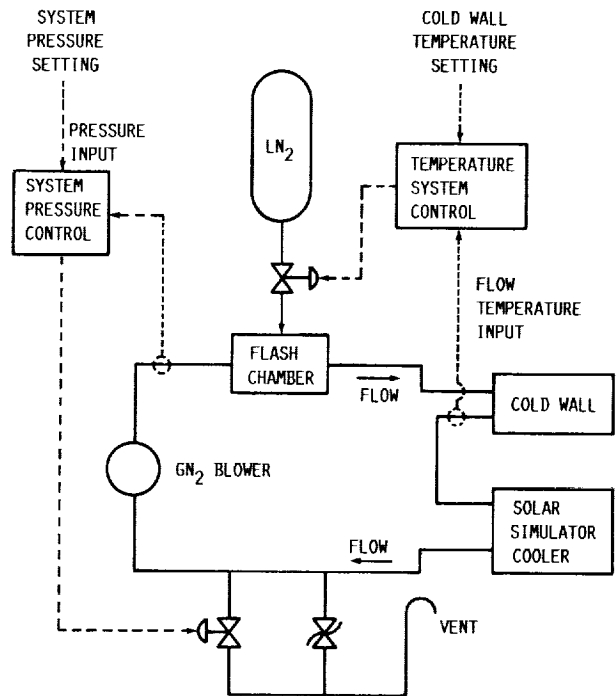 SYSTEM
PRESSURE
SETTING
COLD WALL
TEMPERATURE
SETTING
PRESSURE
INPUT
LN2
SYSTEM
PRESSURE
CONTROL
TEMPERATURE
SYSTEM
CONTROL
FLOW
TEMPERATURE
INPUT
FLASH
CHAMBER
FLOW
COLD WALL
GN2 BLOWER
SOLAR
SIMULATOR
COOLER
FLOW
VENT